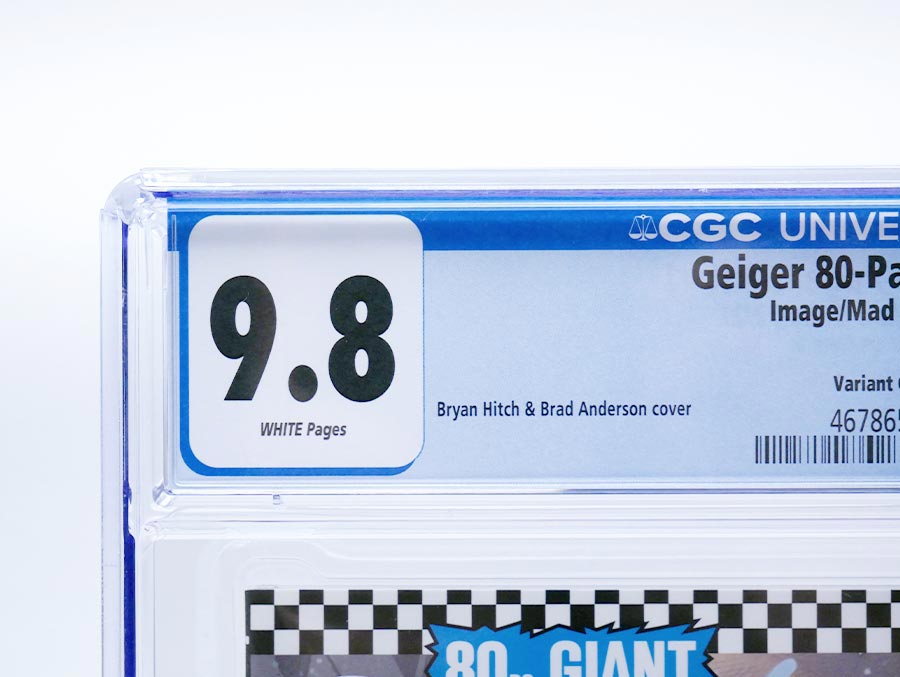 CGC UNIVE
Geiger 80-Pa
Image/Mad
9.8
WHITE Pages
Variant
Bryan Hitch & Brad Anderson cover
46786
80 GIANT